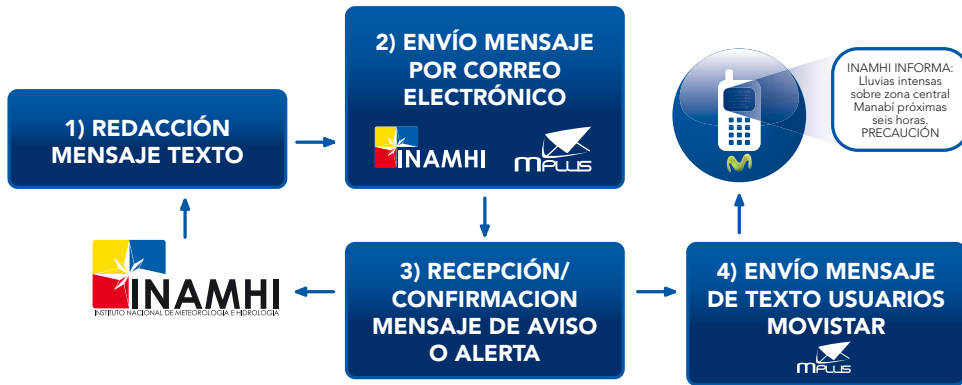 1) REDACCIÓN
MENSAJE TEXTO
2) ENVÍO MENSAJE
POR CORREO
ELECTRÓNICO
INAMHI
MPLUS
INAMHI INFORMA:
Lluvias intensas
sobre zona central
Manabí próximas
seis horas.
PRECAUCIÓN
INAMHI
INSTITUTO NACIONAL DE METEOROLOGIA E HIDROLOGIA
3) RECEPCIÓN/
CONFIRMACION
MENSAJE DE AVISO
O ALERTA
4) ENVÍO MENSAJE
DE TEXTO USUARIOS
MOVISTAR
MPLUS